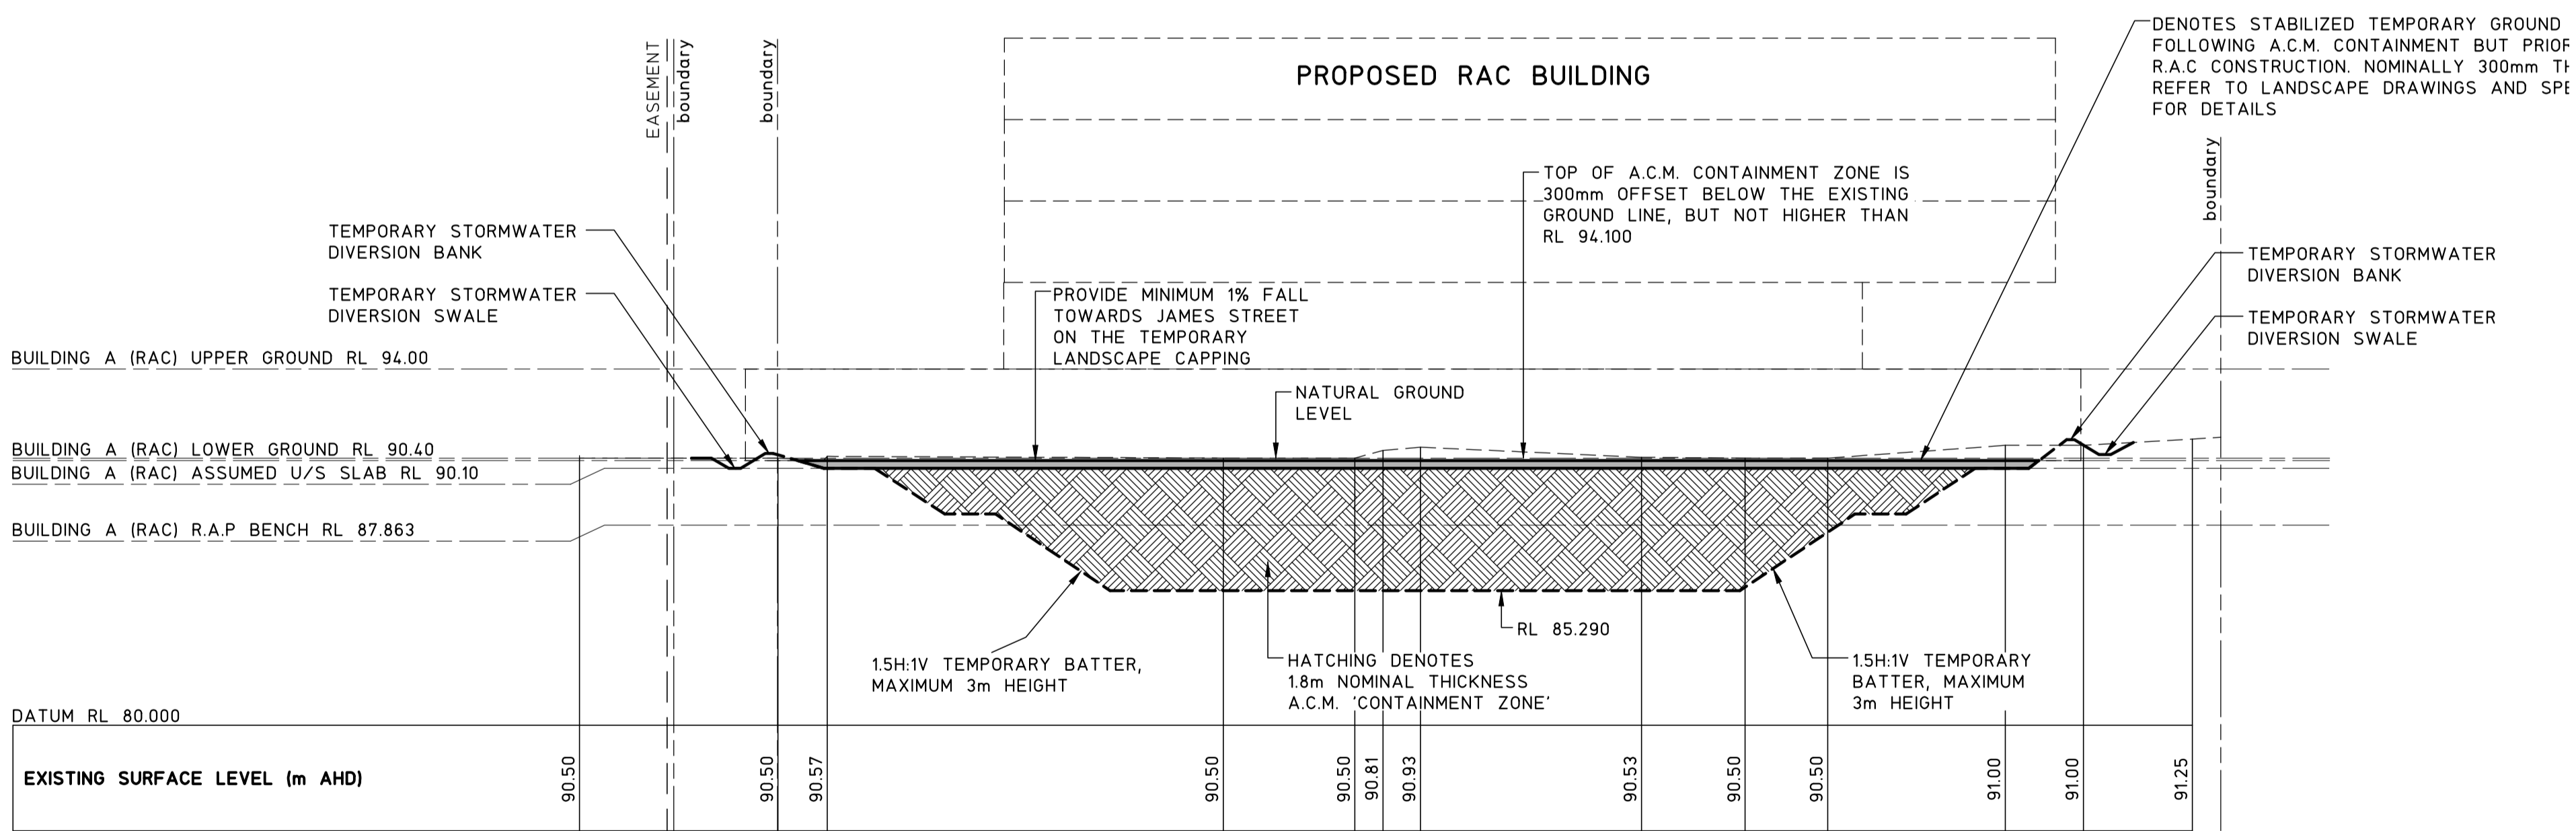 DENOTES STABILIZED TEMPORARY GROUND
FOLLOWING A.C.M. CONTAINMENT BUT PRIOR
R.A.C CONSTRUCTION. NOMINALLY 300mm
REFER TO LANDSCAPE DRAWINGS AND
FOR DETAILS
EASEMENT
boundary
boundary
PROPOSED RAC BUILDING
boundary
TOP OF A.C.M. CONTAINMENT ZONE IS
300mm OFFSET BELOW THE EXISTING
GROUND LINE, BUT NOT HIGHER THAN
RL 94.100
TEMPORARY STORMWATER
DIVERSION BANK
TEMPORARY STORMWATER
DIVERSION SWALE
PROVIDE MINIMUM 1% FALL
TOWARDS JAMES STREET
ON THE TEMPORARY
LANDSCAPE CAPPING
TEMPORARY STORMWATER
DIVERSION BANK
TEMPORARY STORMWATER
DIVERSION SWALE
NATURAL GROUND
LEVEL
BUILDING A (RAC) UPPER GROUND RL 94.00
BUILDING A (RAC) LOWER GROUND RL 90.40
BUILDING A (RAC) ASSUMED U/S SLAB RL 90.10
BUILDING A (RAC) R.A.P BENCH RL 87.863
RL 85.290
1.5H:1V TEMPORARY BATTER,
MAXIMUM 3m HEIGHT
HATCHING DENOTES
1.8m NOMINAL THICKNESS
A.C.M. 'CONTAINMENT ZONE'
1.5H:1V TEMPORARY
BATTER, MAXIMUM
3m HEIGHT
DATUM RL 80.000
EXISTING SURFACE LEVEL (m AHD)
90.50
90.50
90.57
90.50
90.50
90.81
90.93
90.53
90.50
90.50
91.00
91.00
91.25